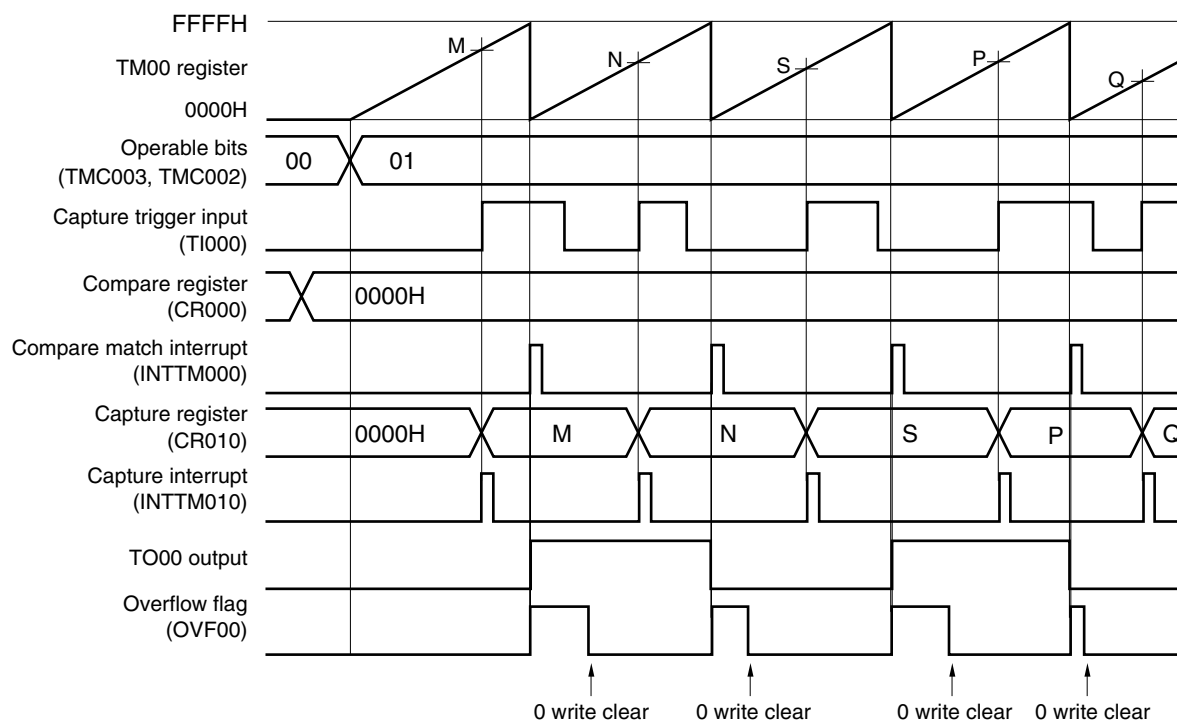 FFFFH
TM00 register
0000H
M
N
S
P
Q
Operable bits
(TMC003, TMC002)
00
01
Capture trigger input
(TI000)
Compare register
(CR000)
0000H
Compare match interrupt
(INTTM000)
Capture register
(CR010)
0000H
M
N
S
P
Q
Capture interrupt
(INTTM010)
TO00 output
Overflow flag
(OVF00)
0 write clear
0 write clear
0 write clear
0 write clear